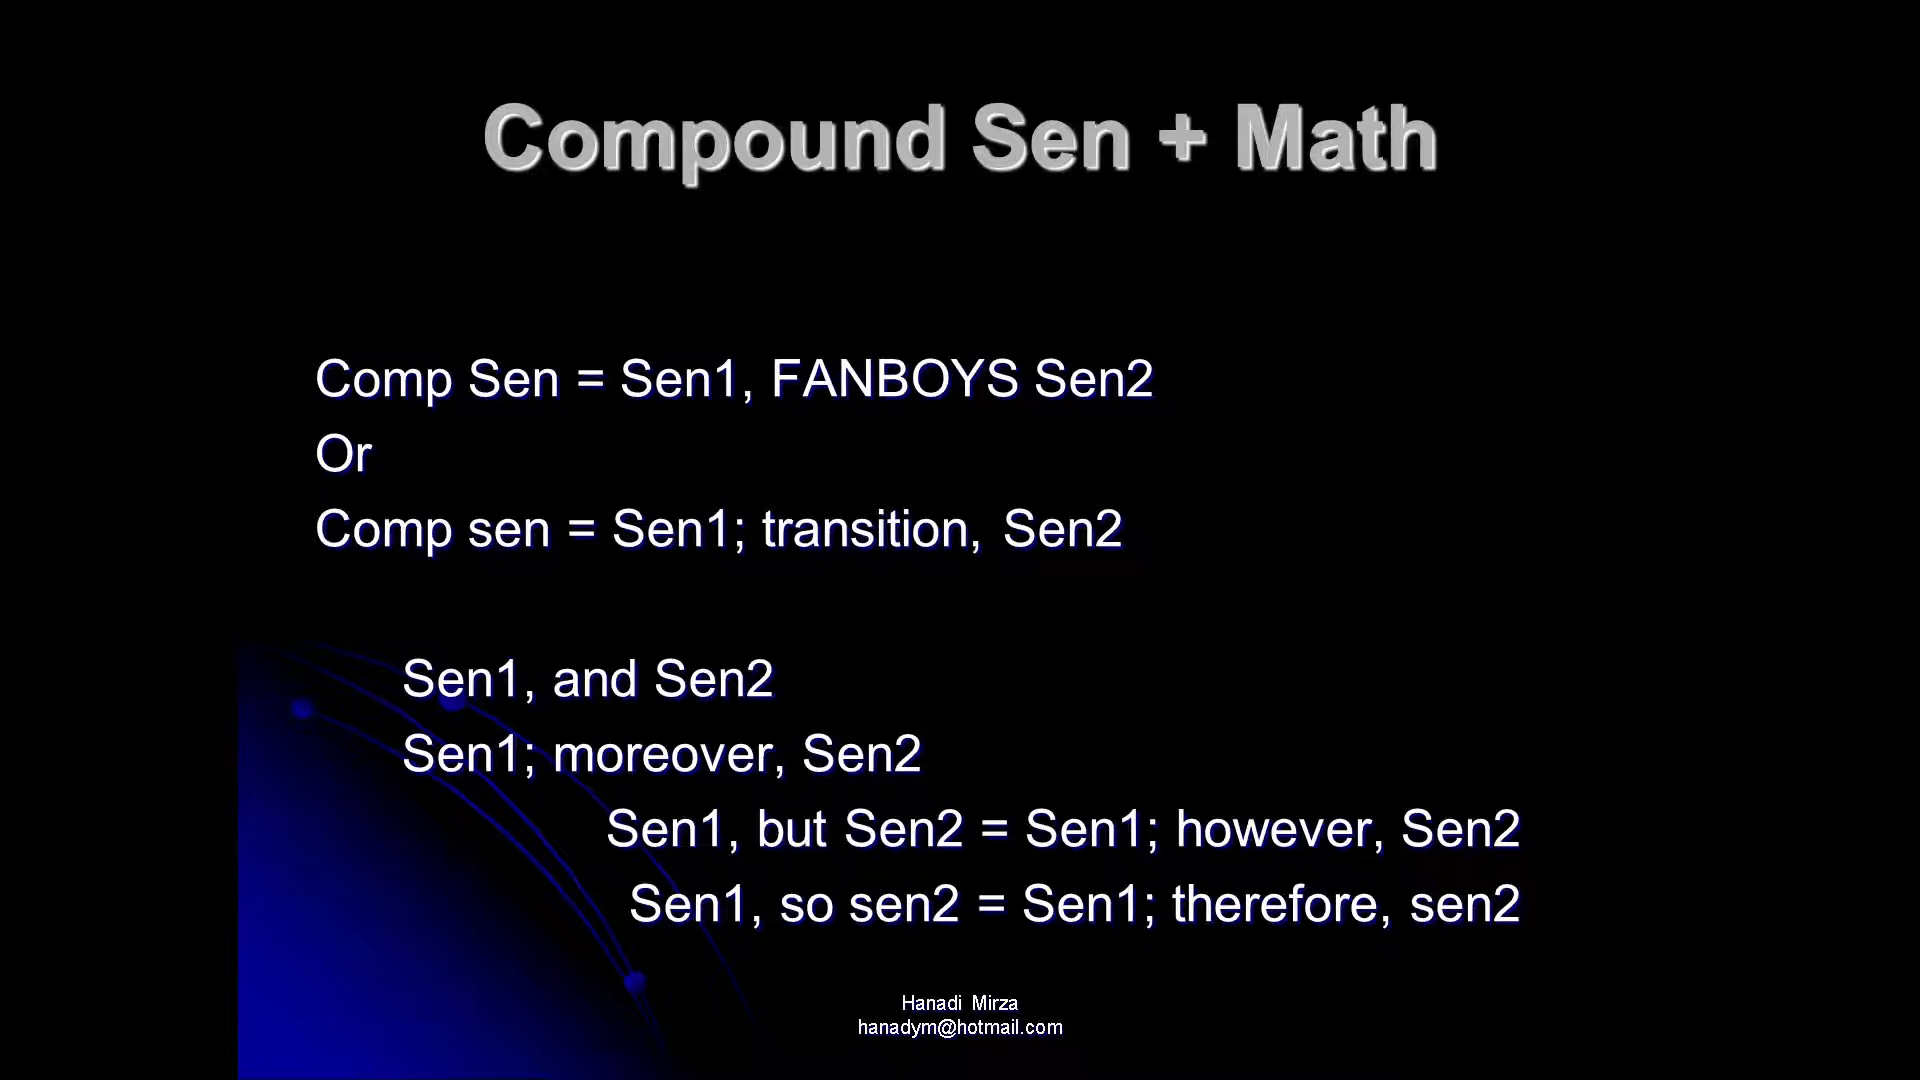 Compound Sen + Math
Comp Sen = Sen1, FANBOYS Sen2
Or
Comp sen = Sen1; transition, Sen2
Sen1, and Sen2
Sen1; moreover, Sen2
Sen1, but Sen2 = Sen1; however, Sen2
Sen1, so sen2 = Sen1; therefore, sen2
Hanadi Mirza
hanadym@hotmail.com